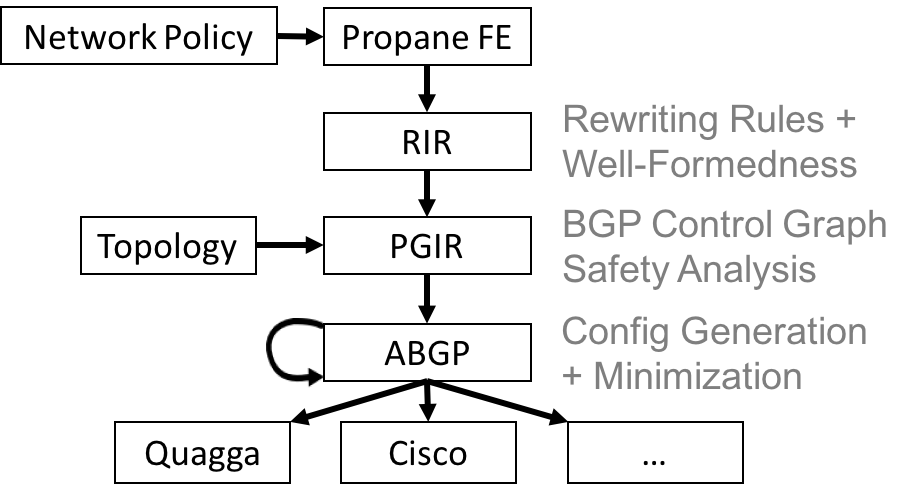 Network Policy
Propane FE
RIR
Rewriting Rules +
Well-Formedness
Topology
PGIR
BGP Control Graph
Safety Analysis
ABGP
Config Generation
+ Minimization
Quagga
Cisco
...